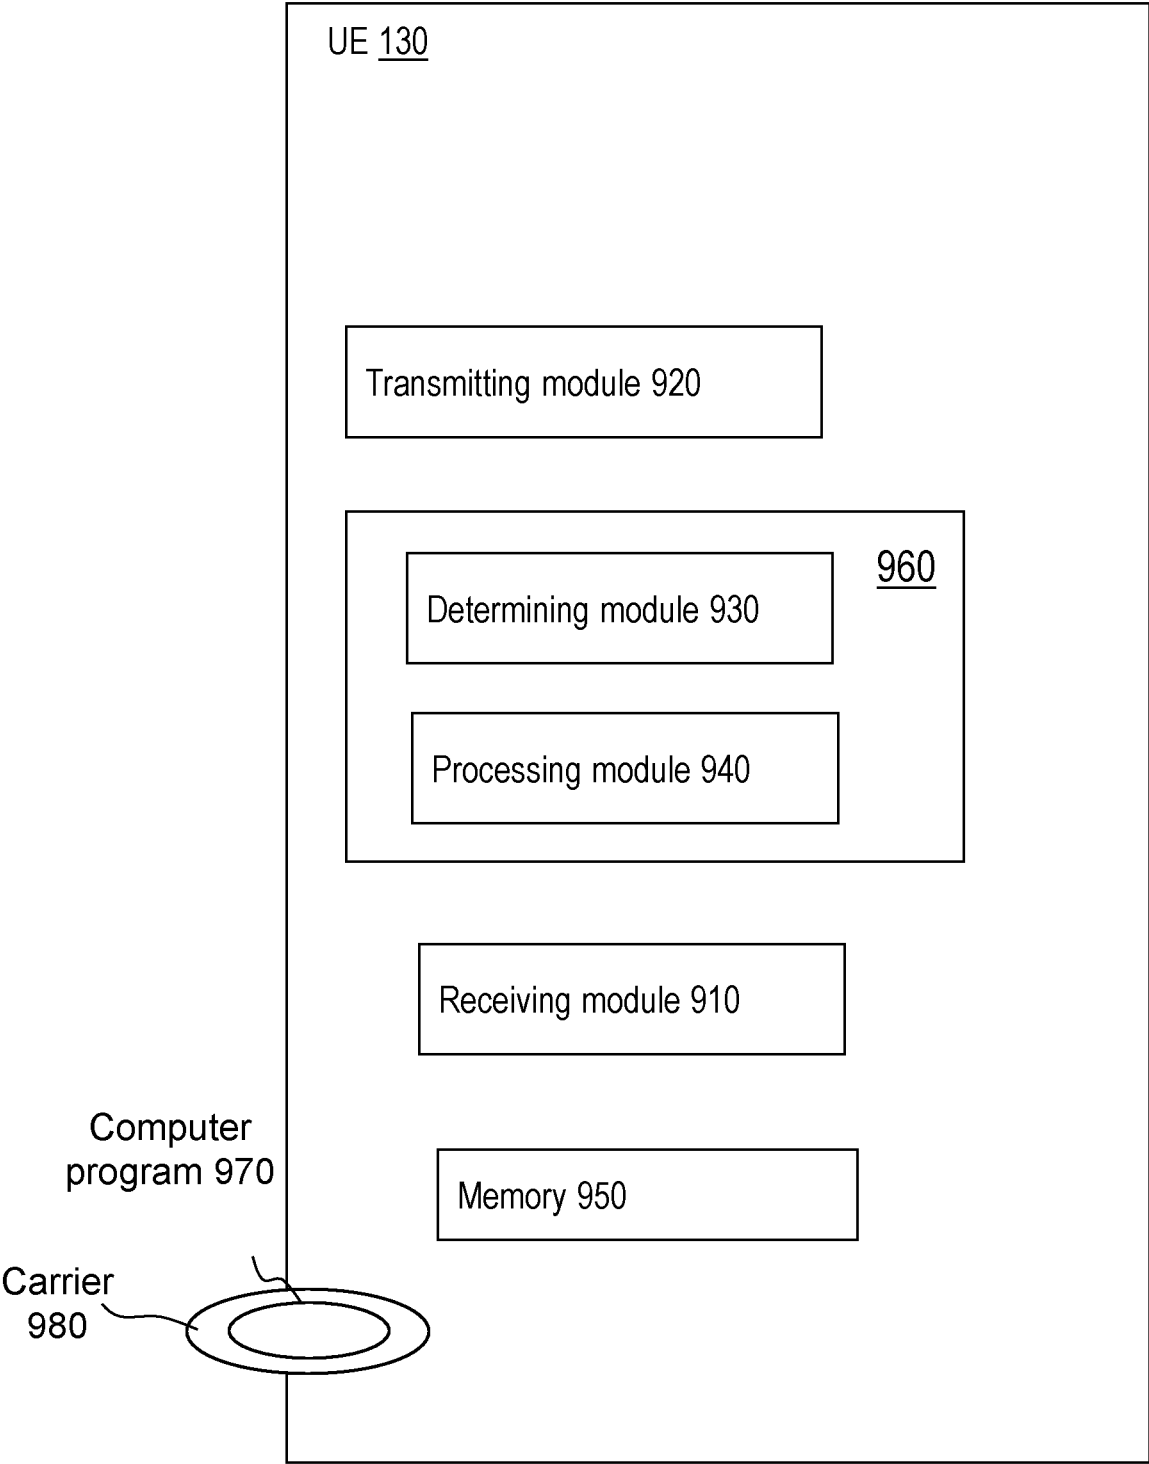 UE 130
Transmitting module 920
960
Determining module 930
Processing module 940
Receiving module 910
Computer
program 970
Memory 950
Carrier
980